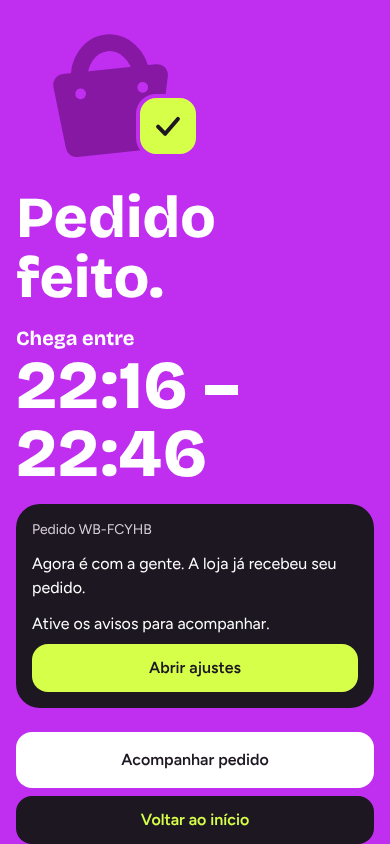 Pedido
feito.
Chega entre
22:16 –
22:46
Pedido WB-FCYHB
Agora é com a gente. A loja já recebeu seu
pedido.
Ative os avisos para acompanhar.
Abrir ajustes
Acompanhar pedido
Voltar ao início